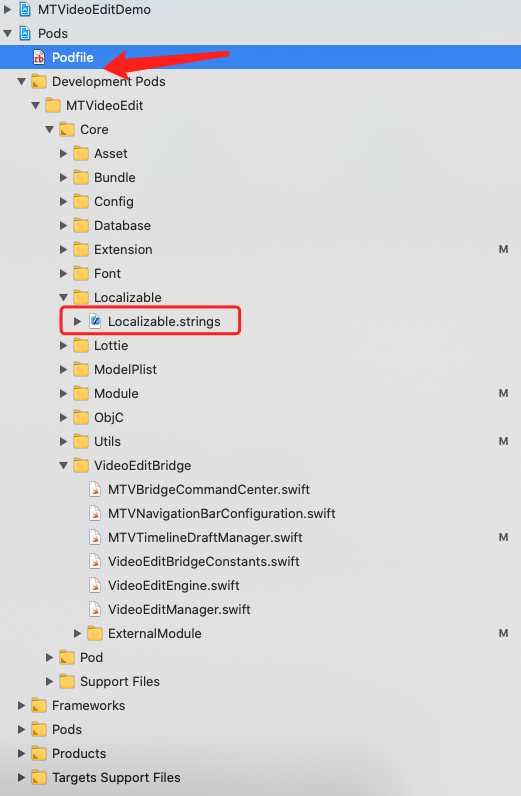 MTVideoEditDemo
Pods
Podfile
Development Pods
MTVideoEdit
Core
Asset
Bundle
Config
Database
Extension M
Font
Localizable
Localizable.strings
Lottie
ModelPlist
Module M
ObjC
Utils M
VideoEditBridge
MTVBridgeCommandCenter.swift
MTVNavigationBarConfiguration.swift
MTVTimelineDraftManager.swift M
VideoEditBridgeConstants.swift
VideoEditEngine.swift
VideoEditManager.swift
ExternalModule M
Pod
Support Files
Frameworks
Pods
Products
Targets Support Files